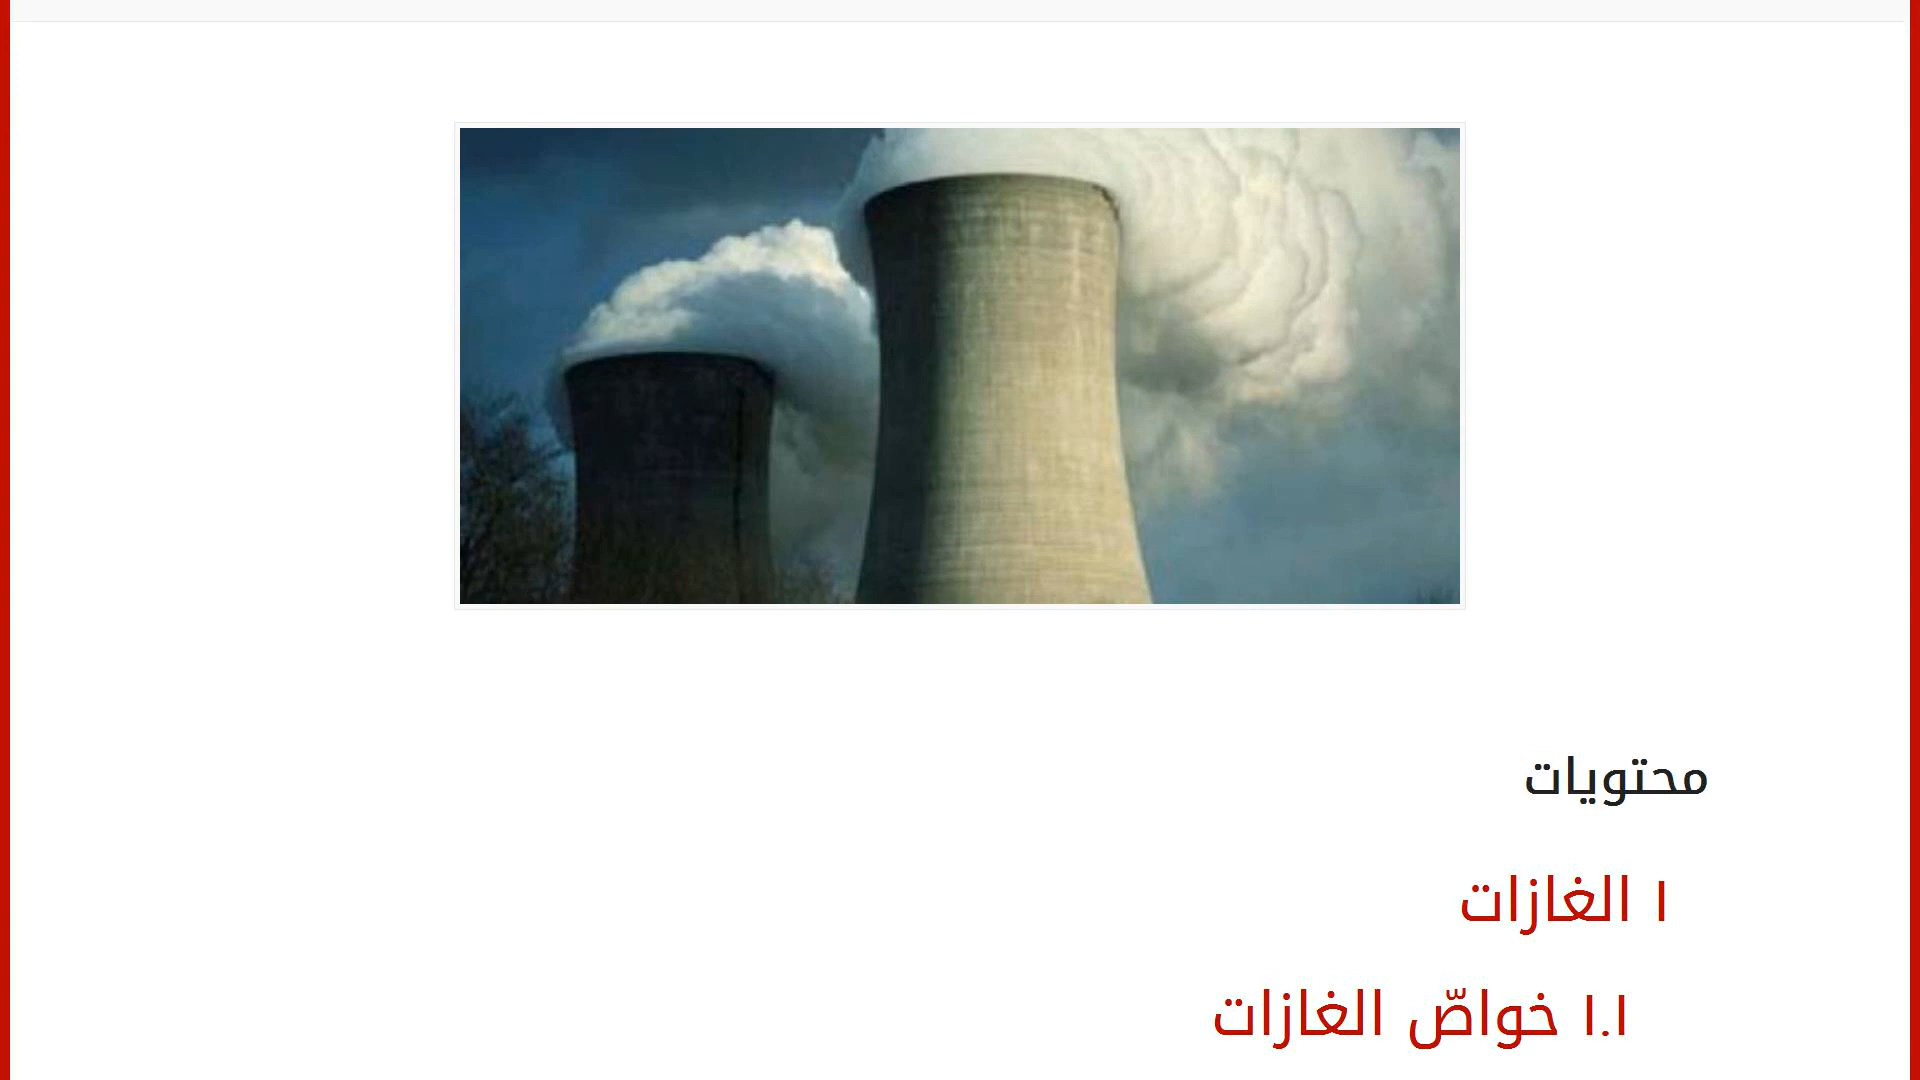 محتويات
١ الغازات
١.١ خواصّ الغازات